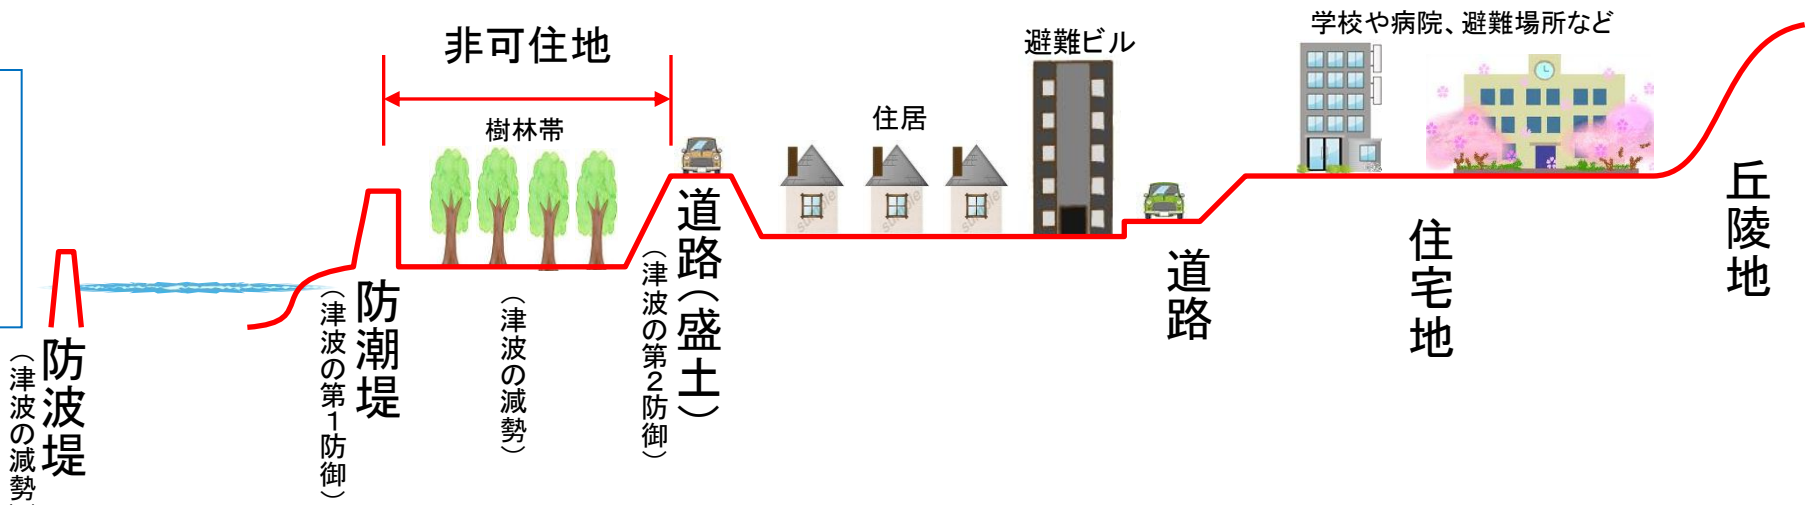 非可住地
樹林帯
住居
避難ビル
学校や病院、避難場所など
防波堤
（津波の減勢
防潮堤
（津波の第１防御）
（津波の減勢）
道路（盛土）
（津波の第２防御）
道路
住宅地
丘陵地